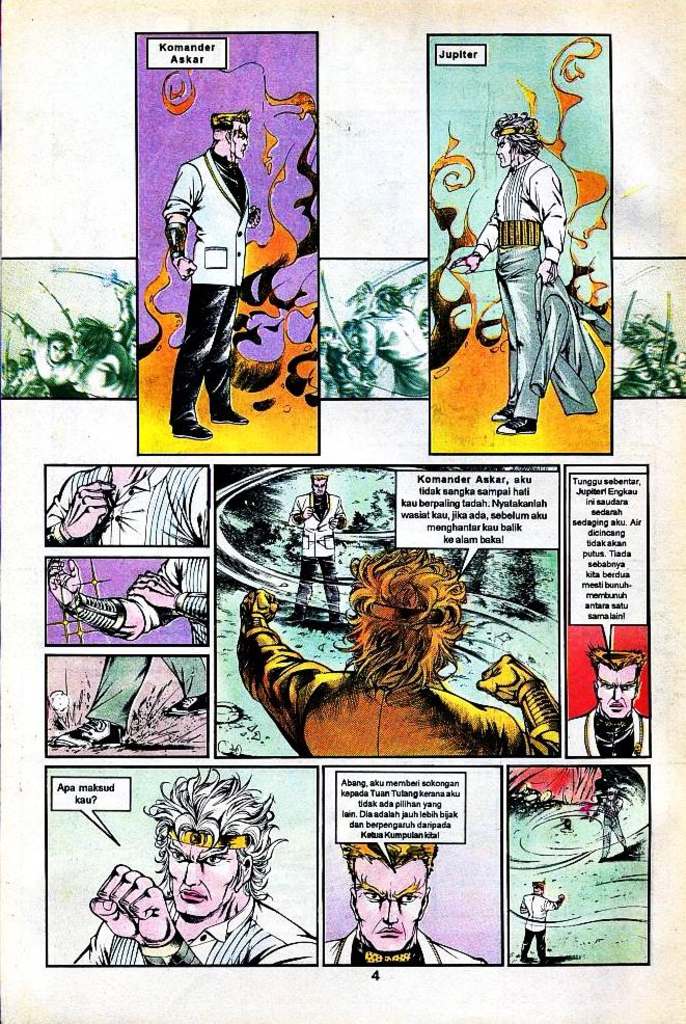 Komander
Askar
Jupiter
Komander Askar, aku
tidak sangka sampai hati
kau berpaling tadah. Nyatakanlah
wasiat kau, jika ada, sebelum aku
menghantar kau balik
ke alam baka!
Tunggu sebentar,
Jupiter! Engkau
ini saudara
sedarah
sedaging aku. Air
dicincang
tidak akan
putus. Tiada
sebabnya
kita berdua
mesti bunuh-
membunuh
antara satu
sama lain!
Apa maksud
kau?
Abang, aku memberi sokongan
kepada Tuan Tutang kerana aku
tidak ada pilihan yang
lain. Dia adalah jauh lebih bijak
dan berpengaruh daripada
Ketua Kumpulan kita!
4